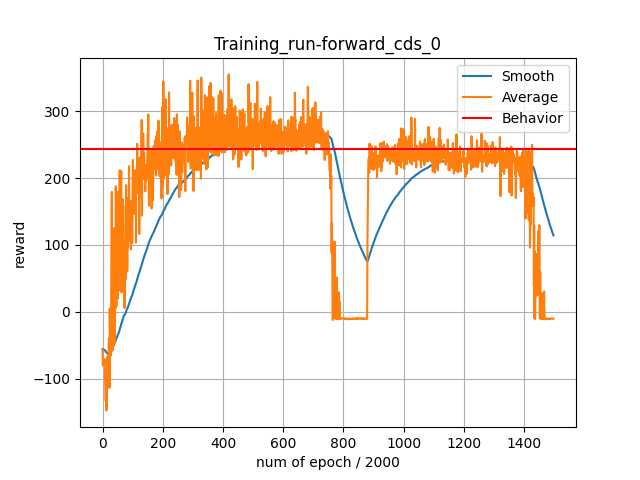 Training_run-forward_cds_0
Smooth
Average
Behavior
reward
300
200
100
0
−100
0 200 400 600 800 1000 1200 1400
num of epoch / 2000